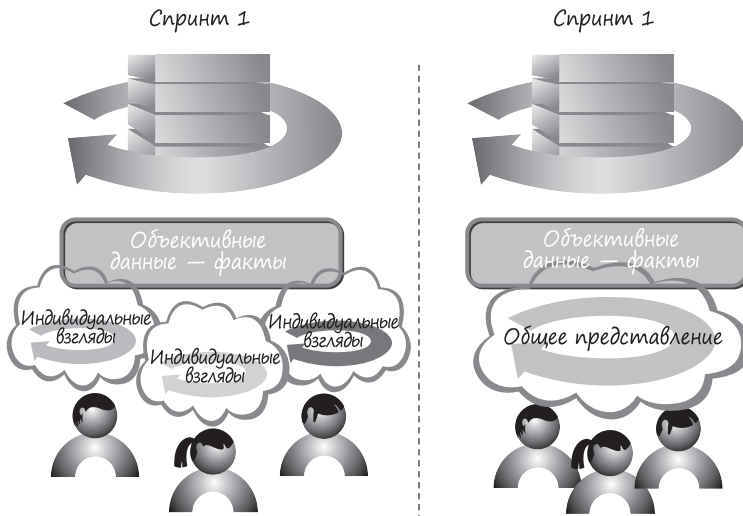 Спринт 1
Объективные
данные — факты
Индивидуальные
взгляды
Индивидуальные
взгляды
Индивидуальные
взгляды
Спринт 1
Объективные
данные — факты
Общее представление